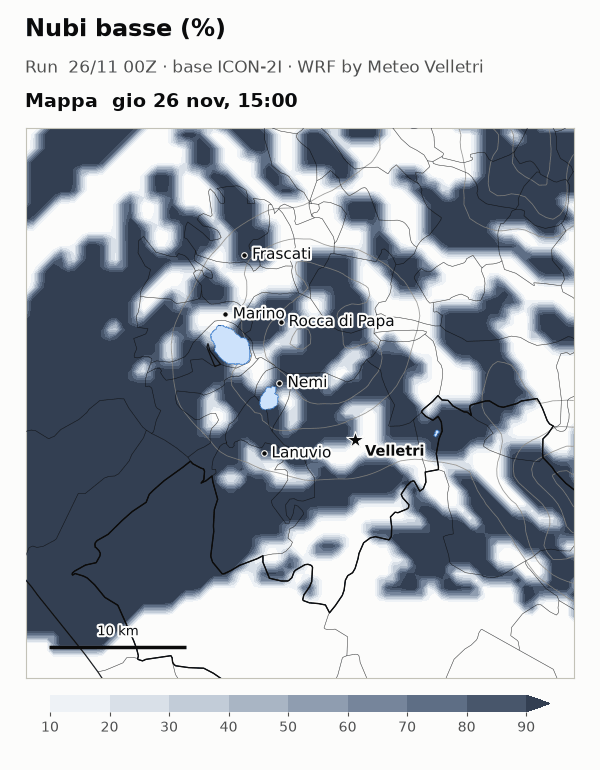 Nubi basse (%)
Run  26/11 00Z · base ICON-2I · WRF by Meteo Velletri
Mappa  gio 26 nov, 15:00
Frascati
Marino
Rocca di Papa
Nemi
Velletri
Lanuvio
10 km
10 20 30 40 50 60 70 80 90